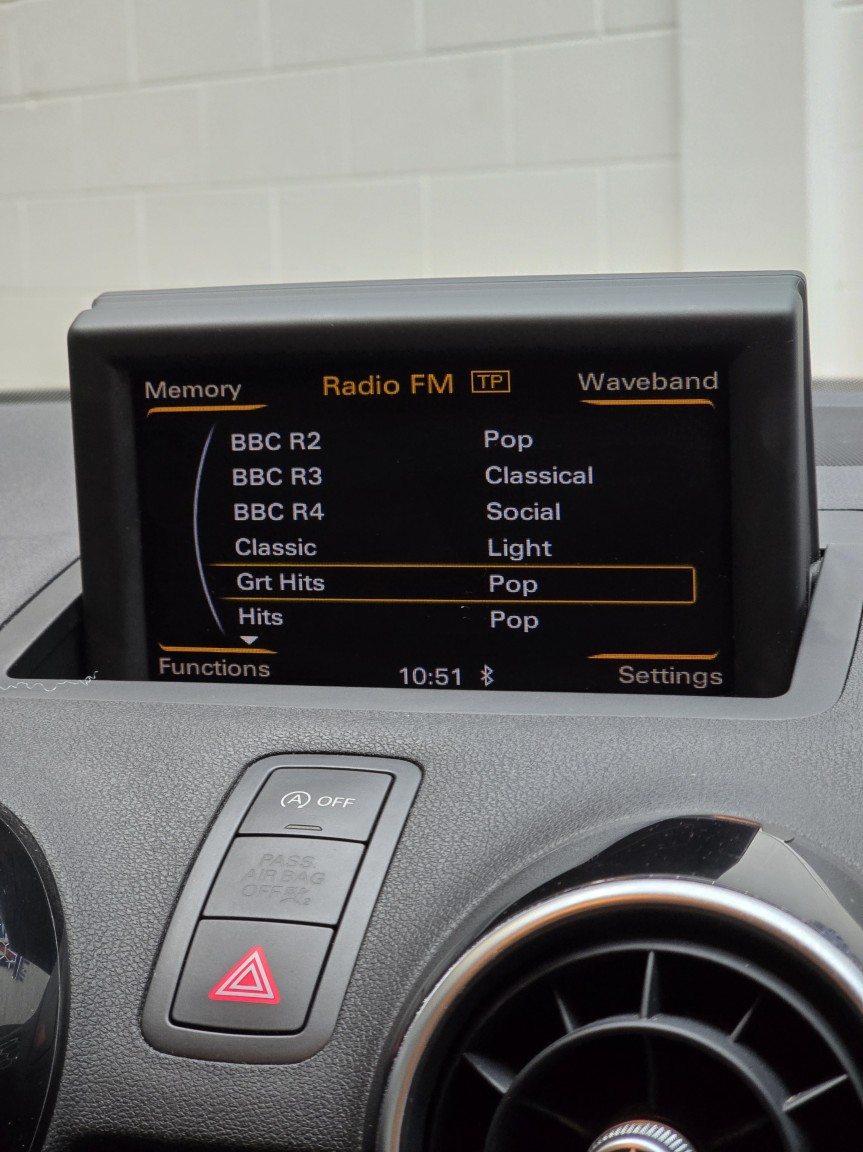 Memory Radio FM TP Waveband
BBC R2 Pop
BBC R3 Classical
BBC R4 Social
Classic Light
Grt Hits Pop
Hits Pop
Functions 10:51 Settings
A OFF
PASS.
AIR BAG
OFF